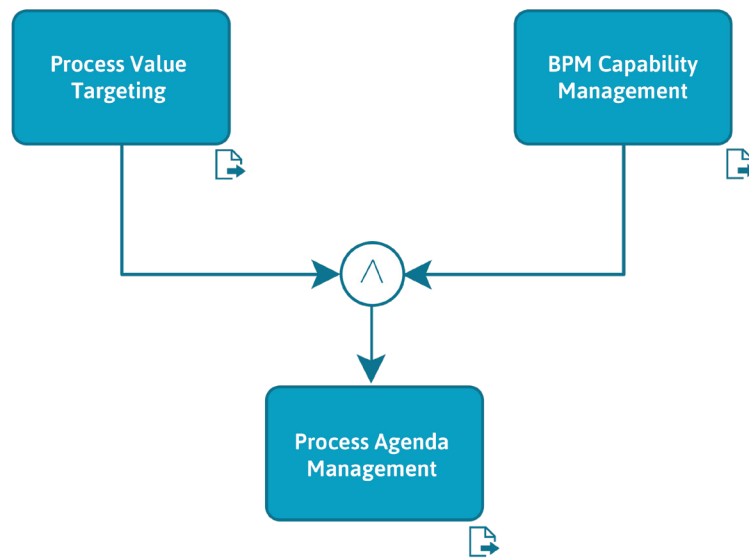 Process Value
Targeting
BPM Capability
Management
∧
Process Agenda
Management